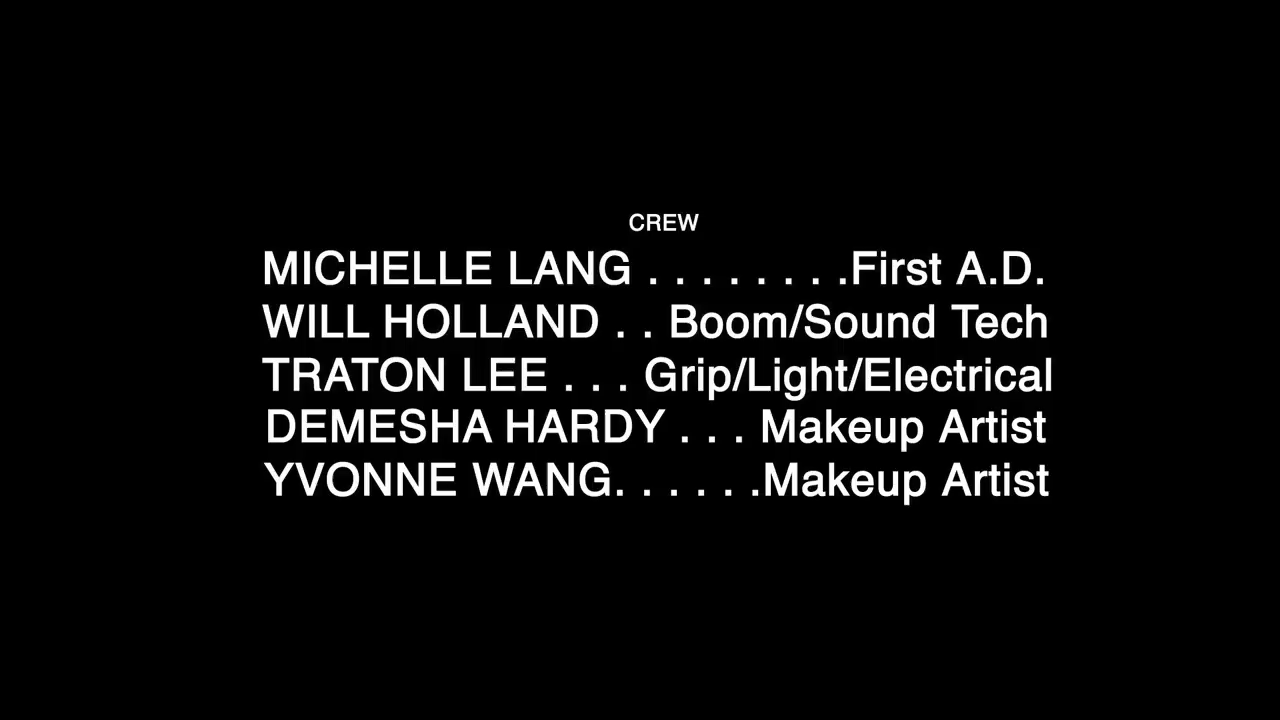 CREW
MICHELLE LANG . . . . . . . .First A.D.
WILL HOLLAND . . Boom/Sound Tech
TRATON LEE . . . Grip/Light/Electrical
DEMESHA HARDY . . . Makeup Artist
YVONNE WANG. . . . . .Makeup Artist